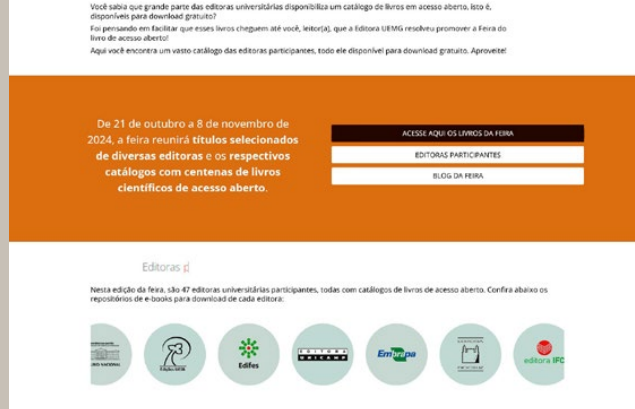 Você sabia que grande parte das editoras universitárias disponibiliza um catálogo de livros em acesso aberto, isto é,
disponíveis para download gratuito?
Foi pensando em facilitar que esses livros cheguem até você, leitor(a), que a Editora UEMG resolveu promover a Feira do
livro de acesso aberto!
Aqui você encontra um vasto catálogo das editoras participantes, todo ele disponível para download gratuito. Aproveite!
De 21 de outubro a 8 de novembro de
2024, a feira reunirá títulos selecionados
de diversas editoras e os respectivos
catálogos com centenas de livros
científicos de acesso aberto.
ACESSE AQUI OS LIVROS DA FEIRA
EDITORAS PARTICIPANTES
BLOG DA FEIRA
Editoras p
Nesta edição da feira, são 47 editoras universitárias participantes, todas com catálogos de livros de acesso aberto. Confira abaixo os
repositórios de e-books para download de cada editora:
NACIONAL
Edifes
EDITORA
UNICAMP
Embrapa
editora IFC